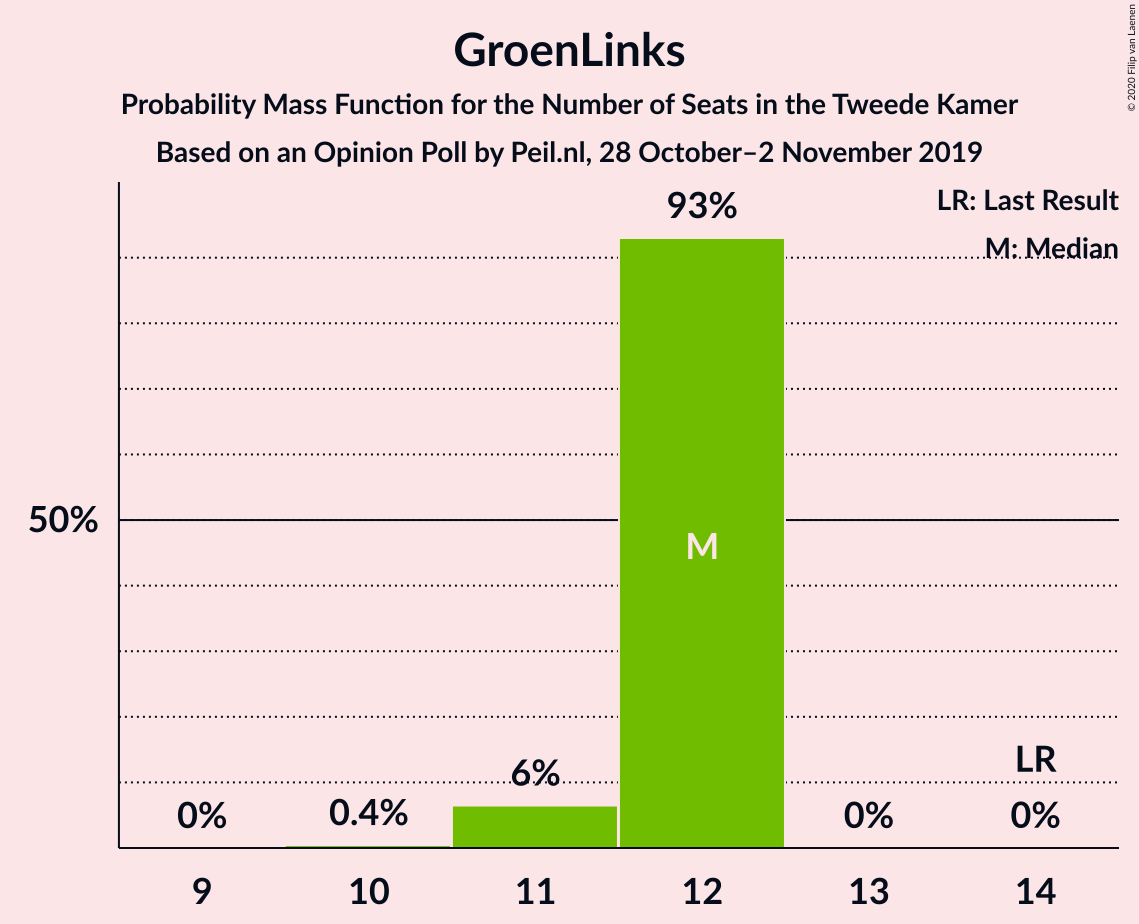 GroenLinks
Probability Mass Function for the Number of Seats in the Tweede Kamer
Based on an Opinion Poll by Peil.nl, 28 October–2 November 2019
© 2020 Filip van Laenen
LR: Last Result
M: Median
93%
50%
M
LR
6%
0%
0.4%
0%
0%
9
10
11
12
13
14